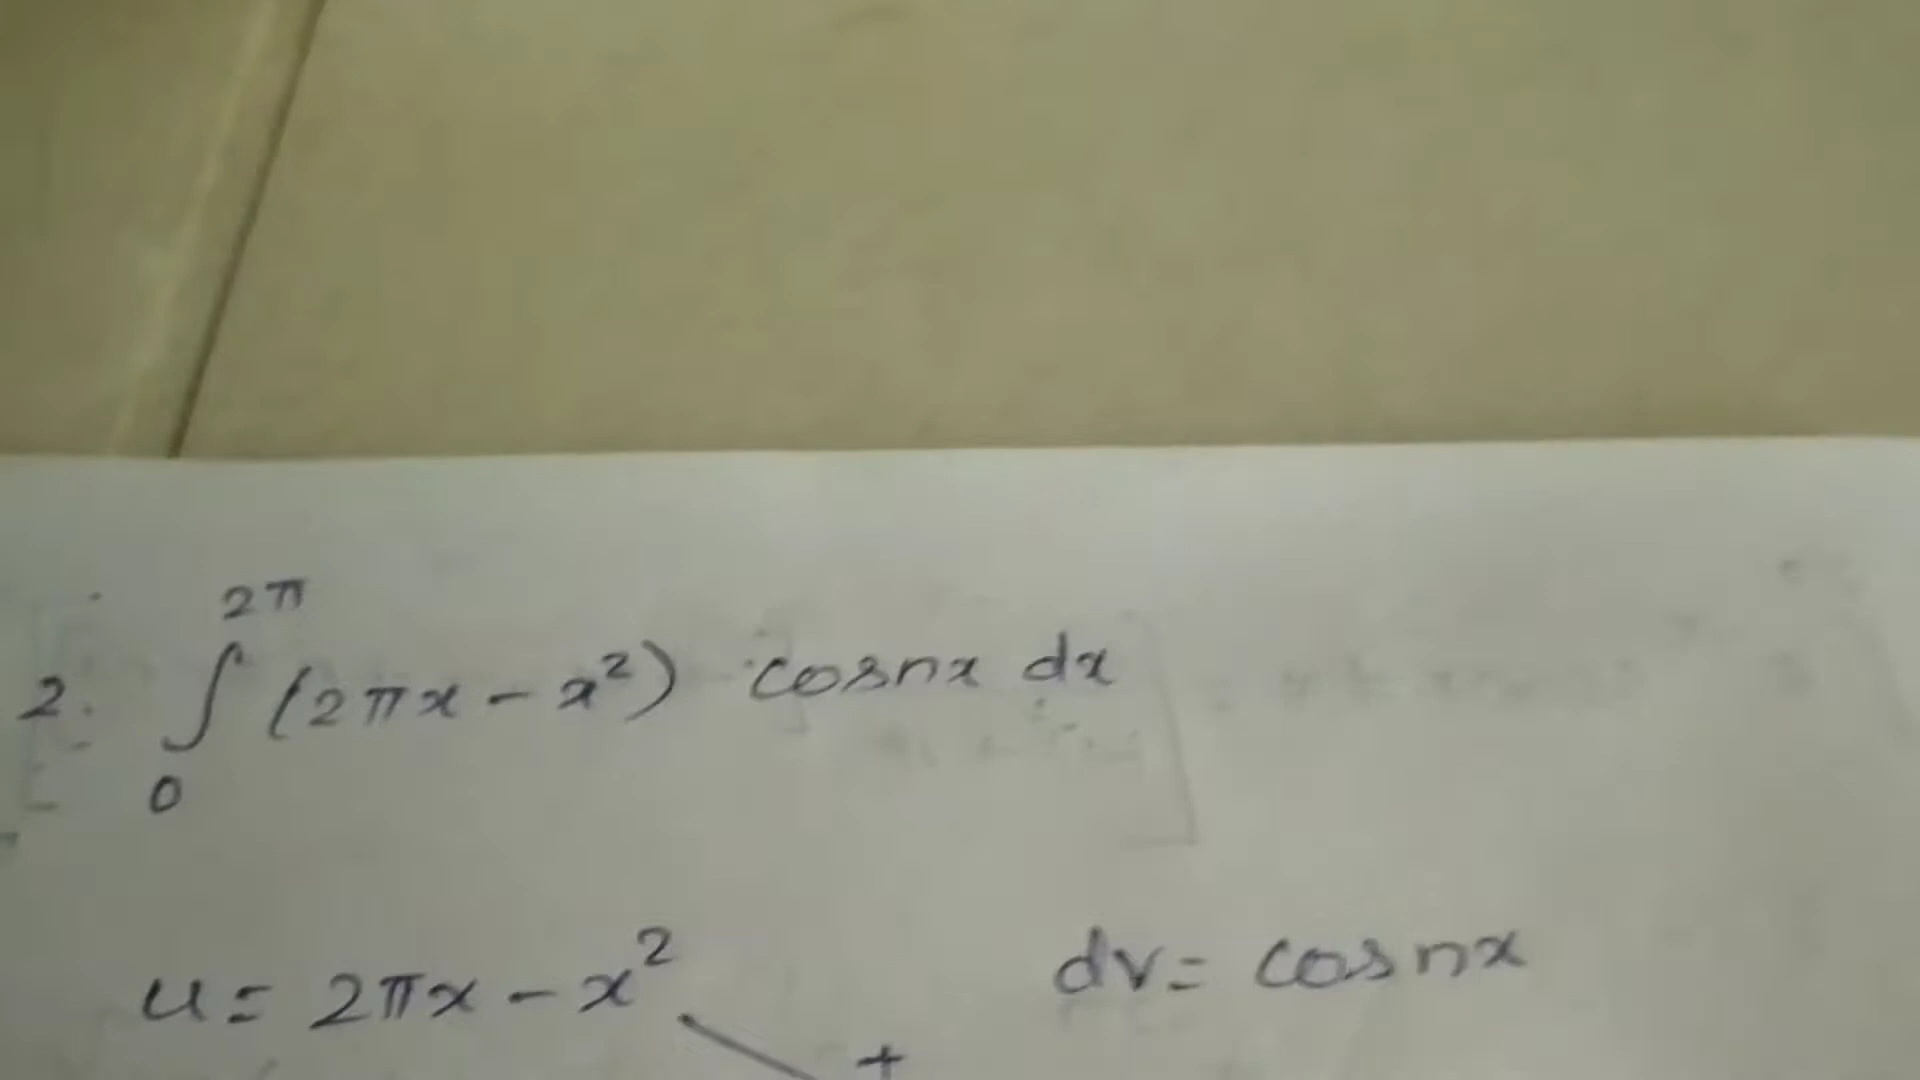 2. ∫₀^2π (2πx - x²) cosnx dx
u = 2πx - x² dv = cosnx
+